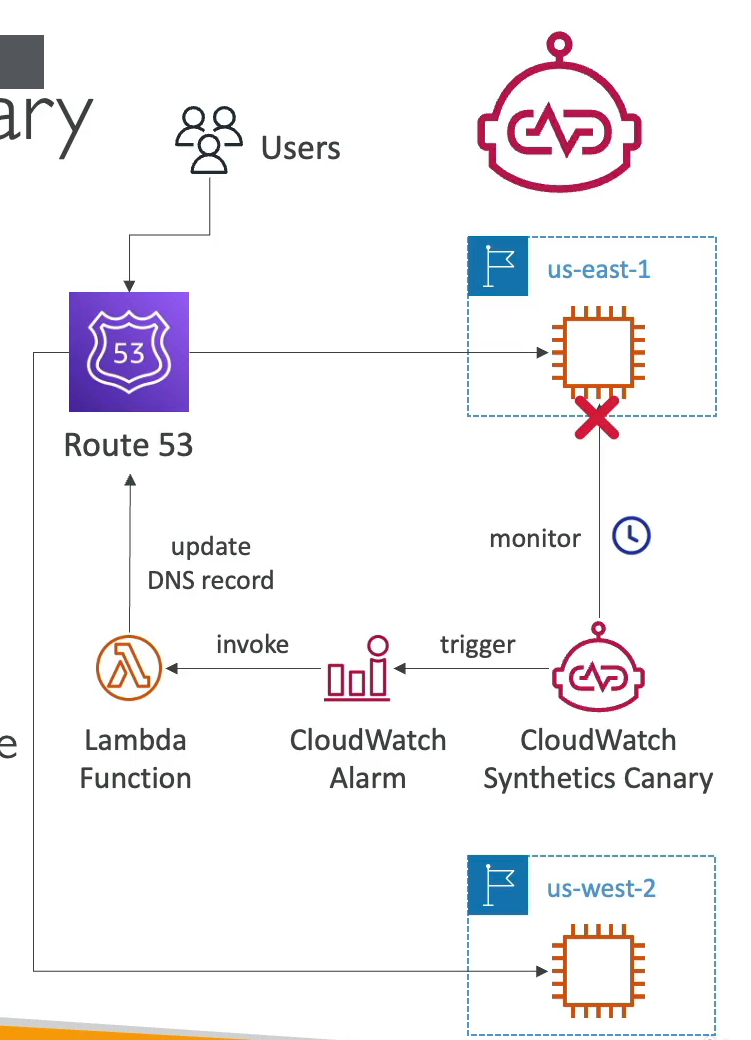 ary
Users
us-east-1
53
Route 53
monitor
update
DNS record
invoke
trigger
e
Lambda
Function
CloudWatch
Alarm
CloudWatch
Synthetics Canary
us-west-2